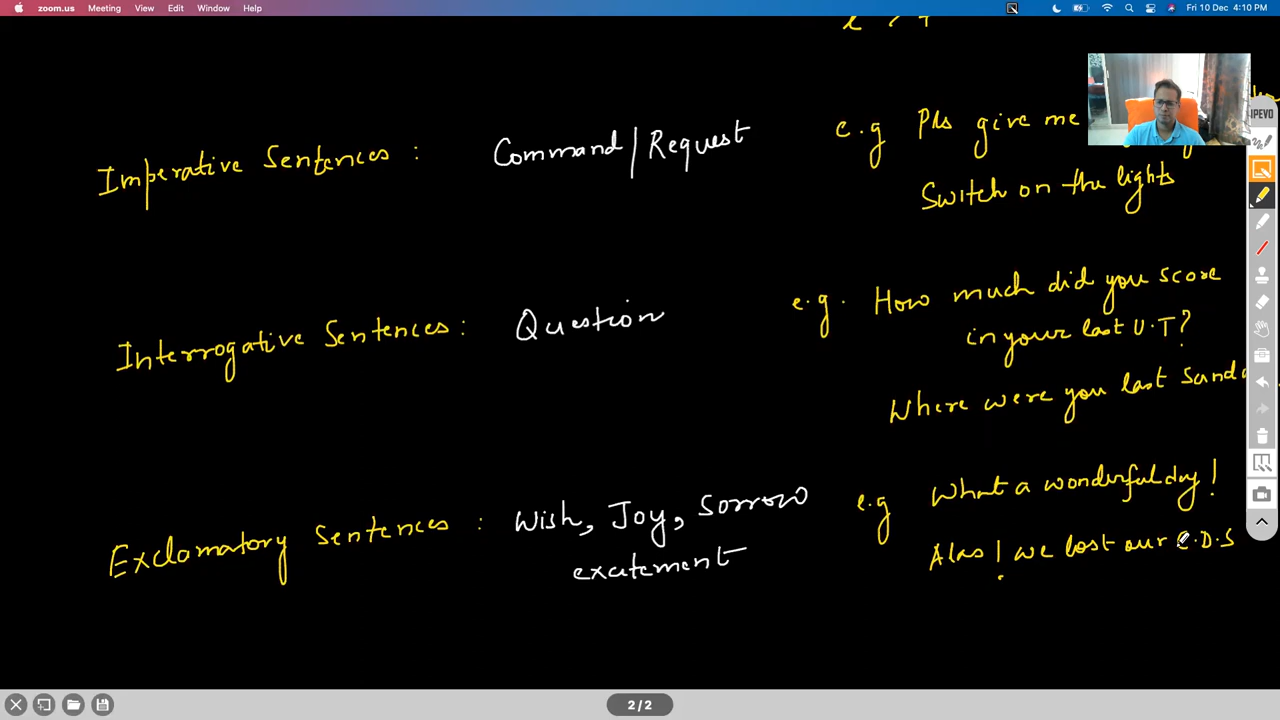 zoom.us Meeting View Edit Window Help Fri 10 Dec 4:10 PM
Imperative Sentences : Command/Request e.g Pls give me
Switch on the lights
Interrogative Sentences : Question e.g. How much did you score
in your last U.T?
Where were you last Sunda
Exclamatory Sentences : Wish, Joy, Sorrow e.g What a wonderful day!
excitement Alas! we lost our C.D.S
IPEVO
2/2